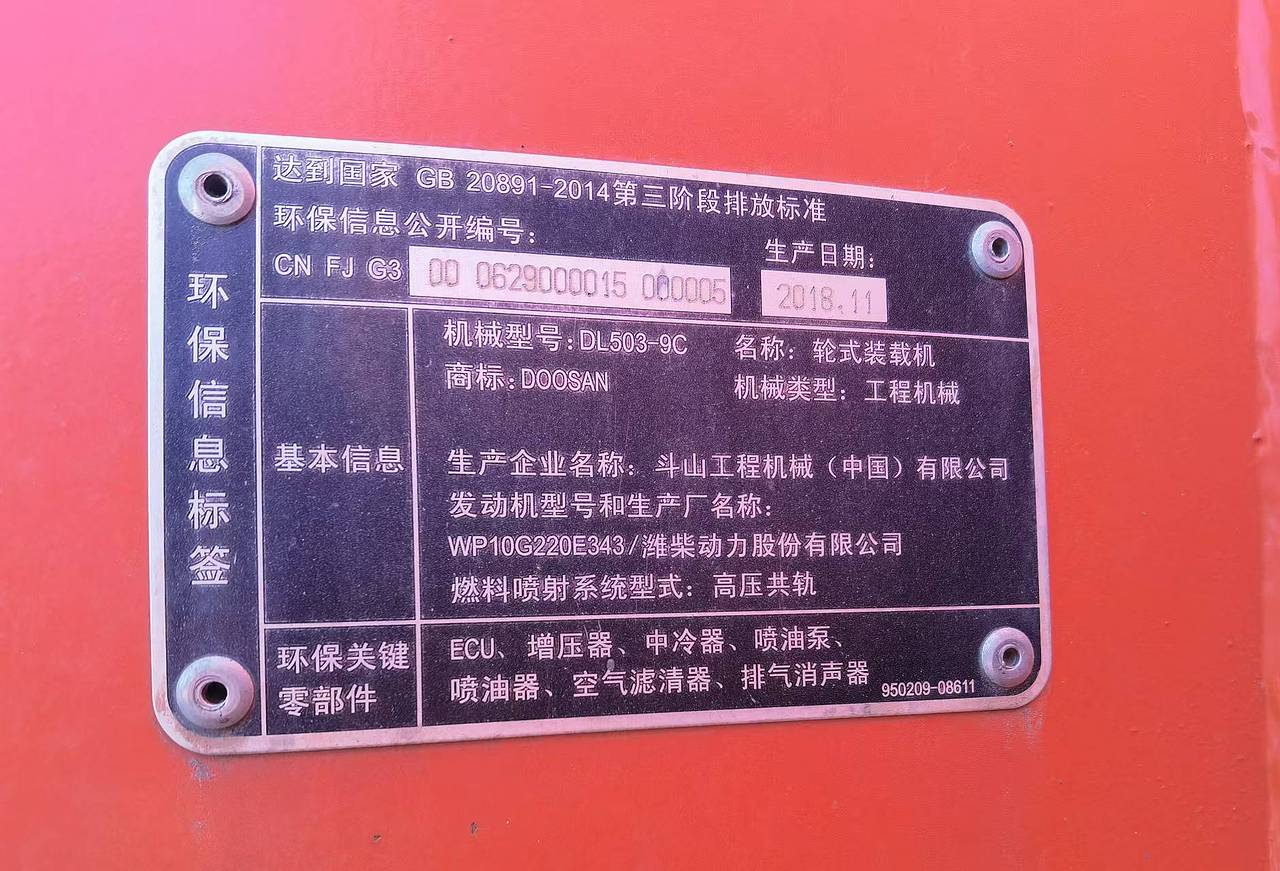 环保信息标签
达到国家 GB 20891-2014第三阶段排放标准
环保信息公开编号:
生产日期:
CN FJ G3 00 0629000015 000005
2018.11
基本信息
机械型号:DL503-9C
名称: 轮式装载机
商标:DOOSAN
机械类型: 工程机械
生产企业名称: 斗山工程机械（中国）有限公司
发动机型号和生产厂名称:
WP10G220E343/潍柴动力股份有限公司
燃料喷射系统型式: 高压共轨
环保关键
零部件
ECU、增压器、中冷器、喷油泵、
喷油器、空气滤清器、排气消声器
950209-08611